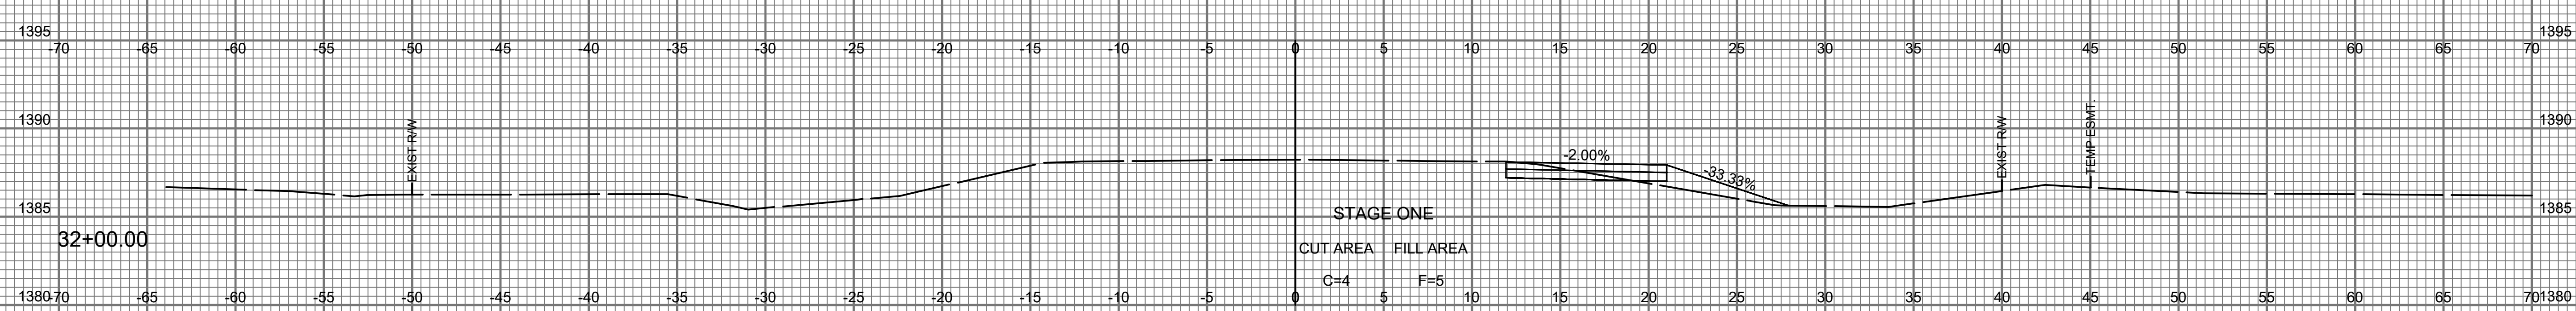 1395 1395
-70 -65 -60 -55 -50 -45 -40 -35 -30 -25 -20 -15 -10 -5 0 5 10 15 20 25 30 35 40 45 50 55 60 65 70
1390 1390
EXIST R/W
EXIST R/W
TEMP ESMT.
-2.00%
-33.33%
1385 1385
STAGE ONE
32+00.00
CUT AREA FILL AREA
C=4 F=5
1380 1380
-70 -65 -60 -55 -50 -45 -40 -35 -30 -25 -20 -15 -10 -5 0 5 10 15 20 25 30 35 40 45 50 55 60 65 70